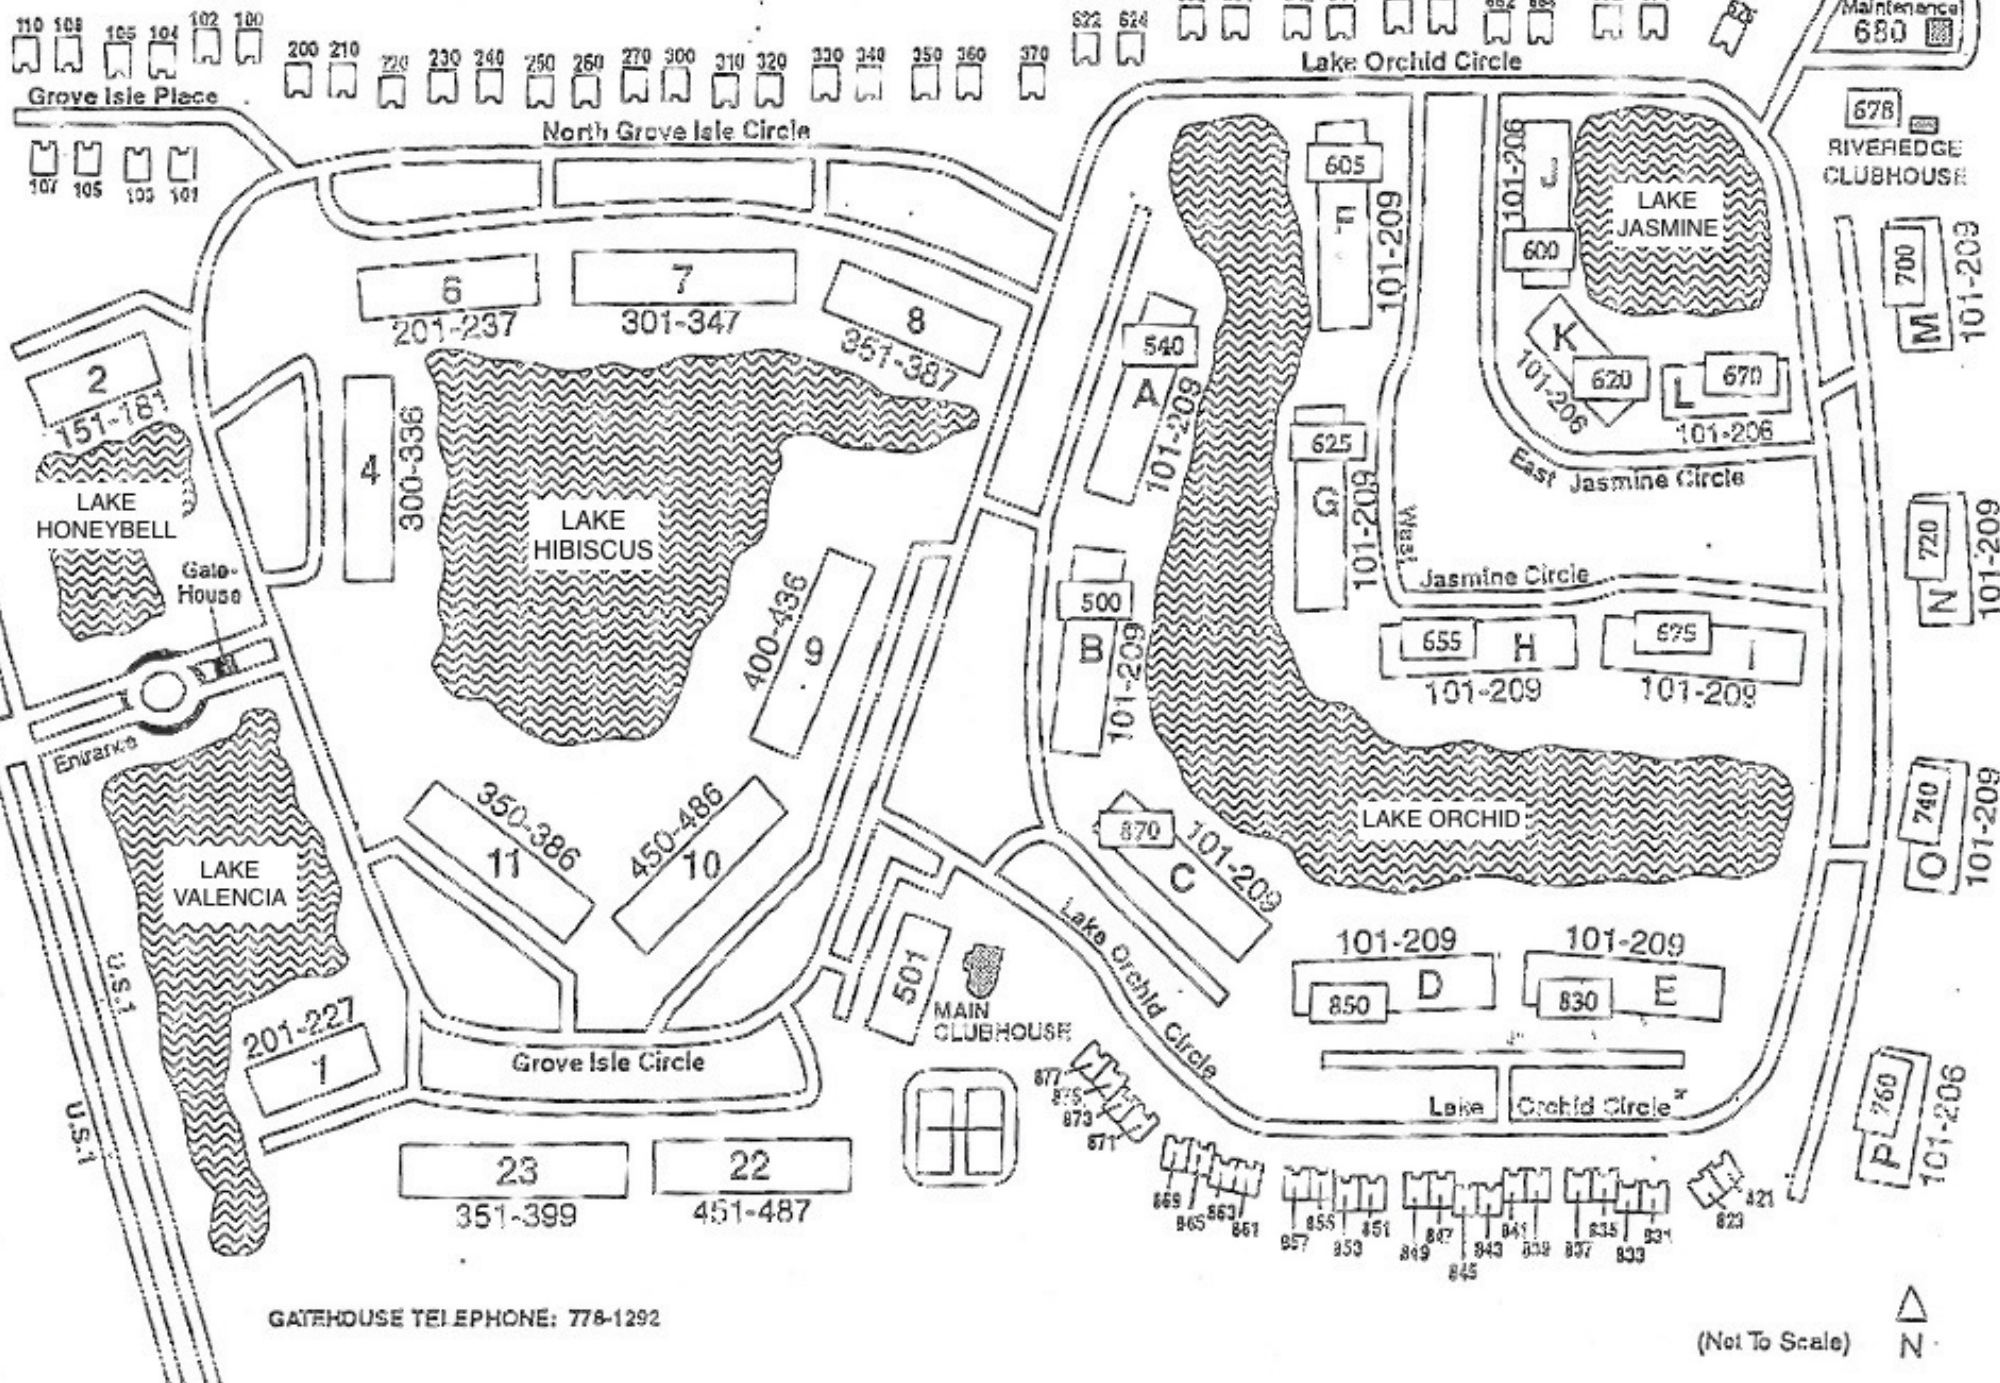 110 108 106 104 102 100
200 210 220 230 240 250 260 270 300 310 320 330 340 350 360 370
622 624
626
Maintenance
680
Grove Isle Place
Lake Orchid Circle
North Grove Isle Circle
107 105 103 101
678
RIVEREDGE
CLUBHOUSE
605
F
101-209
101-206
J
600
LAKE
JASMINE
700
M
101-209
6
201-237
7
301-347
8
351-387
2
151-181
4
300-336
540
A
101-209
K
620
101-206
L
670
101-206
625
G
101-209
East Jasmine Circle
West
Jasmine Circle
LAKE
HONEYBELL
Gate-
House
LAKE
HIBISCUS
400-436
9
500
B
101-209
655
H
101-209
675
I
101-209
720
N
101-209
Entrance
350-386
11
450-486
10
870
C
101-209
LAKE ORCHID
740
O
101-209
LAKE
VALENCIA
U.S.1
501
MAIN
CLUBHOUSE
Lake Orchid Circle
101-209
850
D
101-209
830
E
201-227
1
Grove Isle Circle
U.S.1
Lake Orchid Circle
760
P
101-206
877
875
873
871
23
351-399
22
451-487
869
865
863
861
857
855
853
851
849
847
845
843
841
839
837
835
833
831
823
821
GATEHOUSE TELEPHONE: 778-1292
(Not To Scale)
N